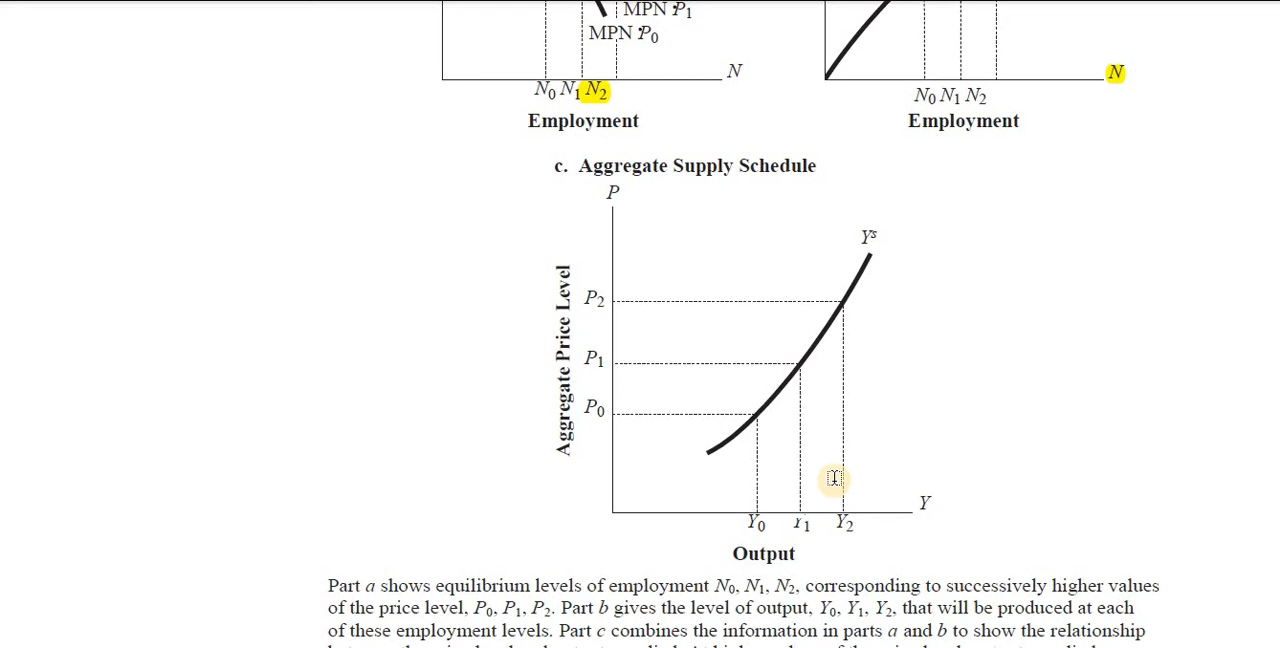 MPN · P1
MPN · P0
N
N0 N1 N2
Employment
N
N0 N1 N2
Employment
c. Aggregate Supply Schedule
P
Ys
Aggregate Price Level
P2
P1
P0
Y
Y0 Y1 Y2
Output
Part a shows equilibrium levels of employment N0, N1, N2, corresponding to successively higher values
of the price level, P0, P1, P2. Part b gives the level of output, Y0, Y1, Y2, that will be produced at each
of these employment levels. Part c combines the information in parts a and b to show the relationship